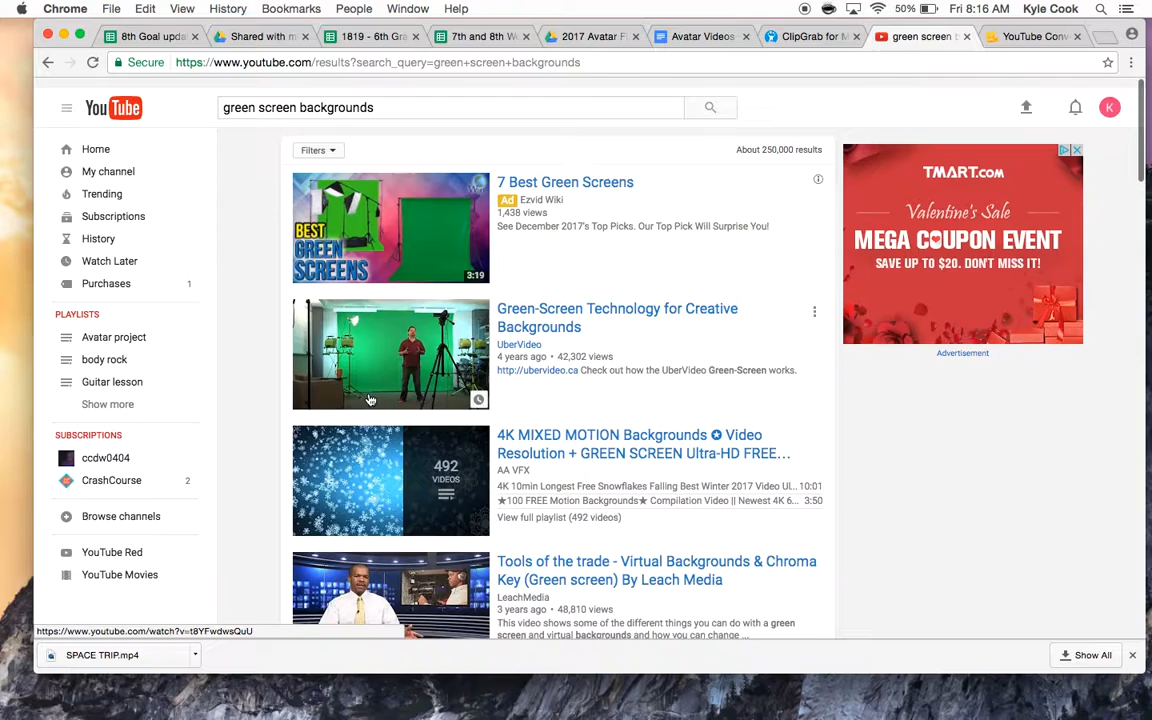 Chrome File Edit View History Bookmarks People Window Help 50% Fri 8:16 AM Kyle Cook
8th Goal upda 
Shared with m 
1819 - 6th Gra 
7th and 8th W 
2017 Avatar F 
Avatar Videos 
ClipGrab for M 
green screen 
YouTube Con
Secure https://www.youtube.com/results?search_query=green+screen+backgrounds
YouTube
green screen backgrounds
K
Home
My channel
Trending
Subscriptions
History
Watch Later
Purchases 1
PLAYLISTS
Avatar project
body rock
Guitar lesson
Show more
SUBSCRIPTIONS
ccdw0404
CrashCourse 2
Browse channels
YouTube Red
YouTube Movies
Filters
About 250,000 results
BEST
GREEN
SCREENS
3:19
7 Best Green Screens
Ad Ezvid Wiki
1,438 views
See December 2017's Top Picks. Our Top Pick Will Surprise You!
Green-Screen Technology for Creative
Backgrounds
UberVideo
4 years ago • 42,302 views
http://ubervideo.ca Check out how the UberVideo Green-Screen works.
492
VIDEOS
4K MIXED MOTION Backgrounds ✪ Video
Resolution + GREEN SCREEN Ultra-HD FREE...
AA VFX
4K 10min Longest Free Snowflakes Falling Best Winter 2017 Video Ul... 10:01
★100 FREE Motion Backgrounds★ Compilation Video || Newest 4K 6... 3:50
View full playlist (492 videos)
Tools of the trade - Virtual Backgrounds & Chroma
Key (Green screen) By Leach Media
LeachMedia
3 years ago • 48,810 views
This video shows some of the different things you can do with a green
screen and virtual backgrounds and how you can change ...
TMART.COM
Valentine's Sale
MEGA COUPON EVENT
SAVE UP TO $20. DON'T MISS IT!
Advertisement
https://www.youtube.com/watch?v=t8YFwdwsQuU
SPACE TRIP.mp4
Show All